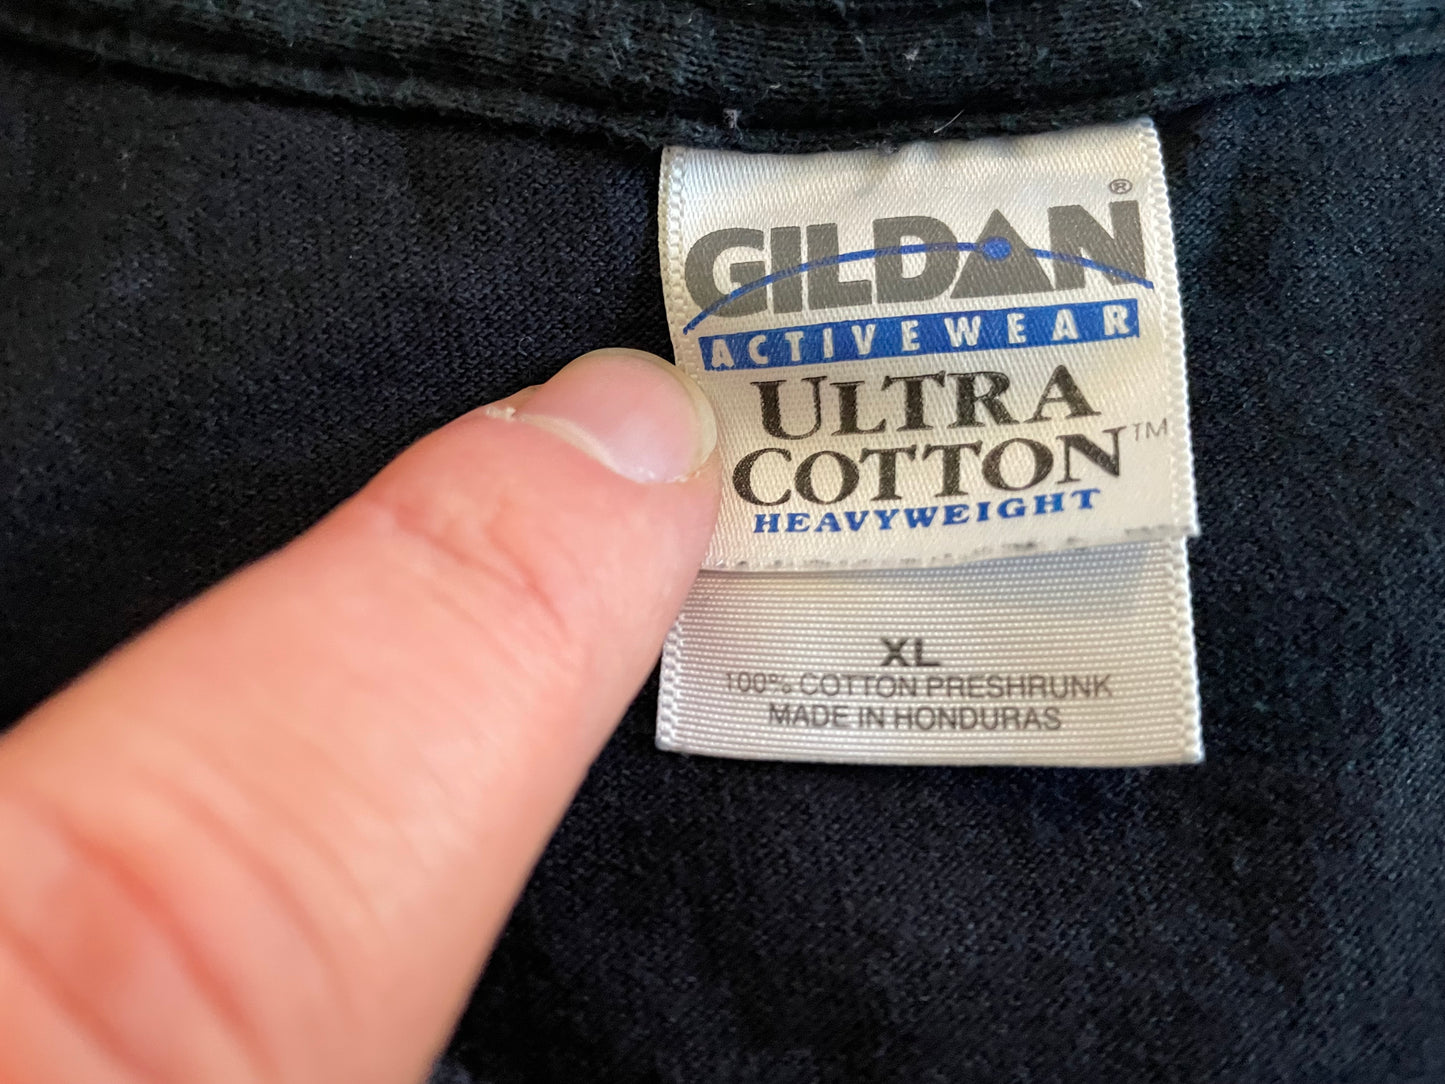 GILDAN®
ACTIVEWEAR
ULTRA
COTTON™
HEAVYWEIGHT
XL
100% COTTON PRESHRUNK
MADE IN HONDURAS